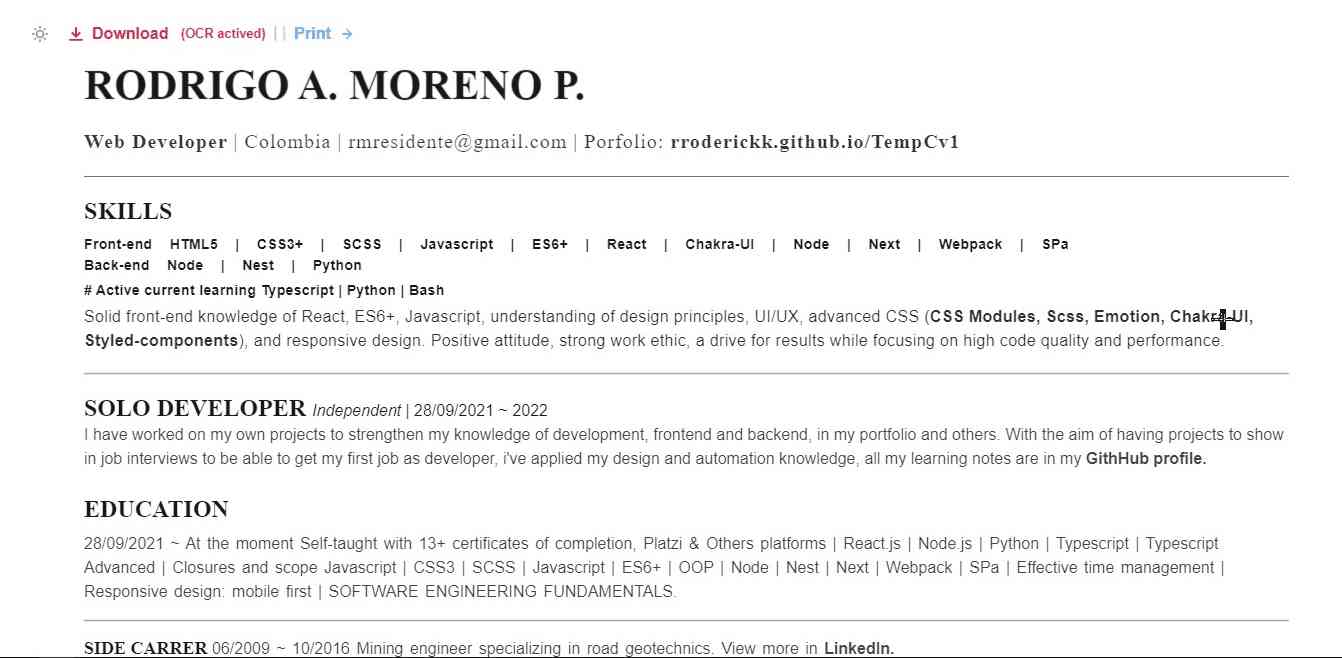 Download (OCR actived) | | Print →
RODRIGO A. MORENO P.
Web Developer | Colombia | rmresidente@gmail.com | Porfolio: rroderickk.github.io/TempCv1
SKILLS
Front-end HTML5 | CSS3+ | SCSS | Javascript | ES6+ | React | Chakra-UI | Node | Next | Webpack | SPa
Back-end Node | Nest | Python
# Active current learning Typescript | Python | Bash
Solid front-end knowledge of React, ES6+, Javascript, understanding of design principles, UI/UX, advanced CSS (CSS Modules, Scss, Emotion, Chakra-UI,
Styled-components), and responsive design. Positive attitude, strong work ethic, a drive for results while focusing on high code quality and performance.
SOLO DEVELOPER Independent | 28/09/2021 ~ 2022
I have worked on my own projects to strengthen my knowledge of development, frontend and backend, in my portfolio and others. With the aim of having projects to show
in job interviews to be able to get my first job as developer, i've applied my design and automation knowledge, all my learning notes are in my GithHub profile.
EDUCATION
28/09/2021 ~ At the moment Self-taught with 13+ certificates of completion, Platzi & Others platforms | React.js | Node.js | Python | Typescript | Typescript
Advanced | Closures and scope Javascript | CSS3 | SCSS | Javascript | ES6+ | OOP | Node | Nest | Next | Webpack | SPa | Effective time management |
Responsive design: mobile first | SOFTWARE ENGINEERING FUNDAMENTALS.
SIDE CARRER 06/2009 ~ 10/2016 Mining engineer specializing in road geotechnics. View more in LinkedIn.